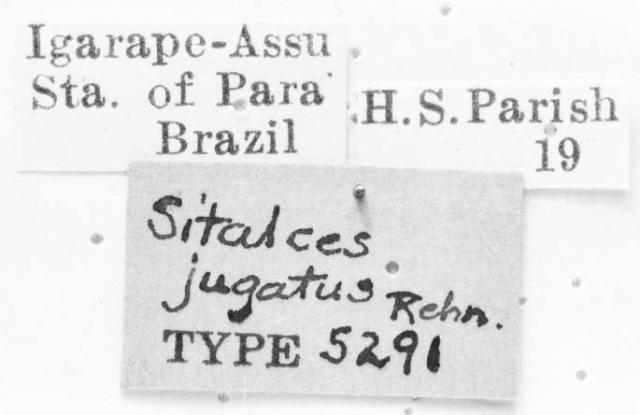 Igarape-Assu
Sta. of Para
Brazil
H.S.Parish
19
Sitalces
jugatus Rehn.
TYPE 5291